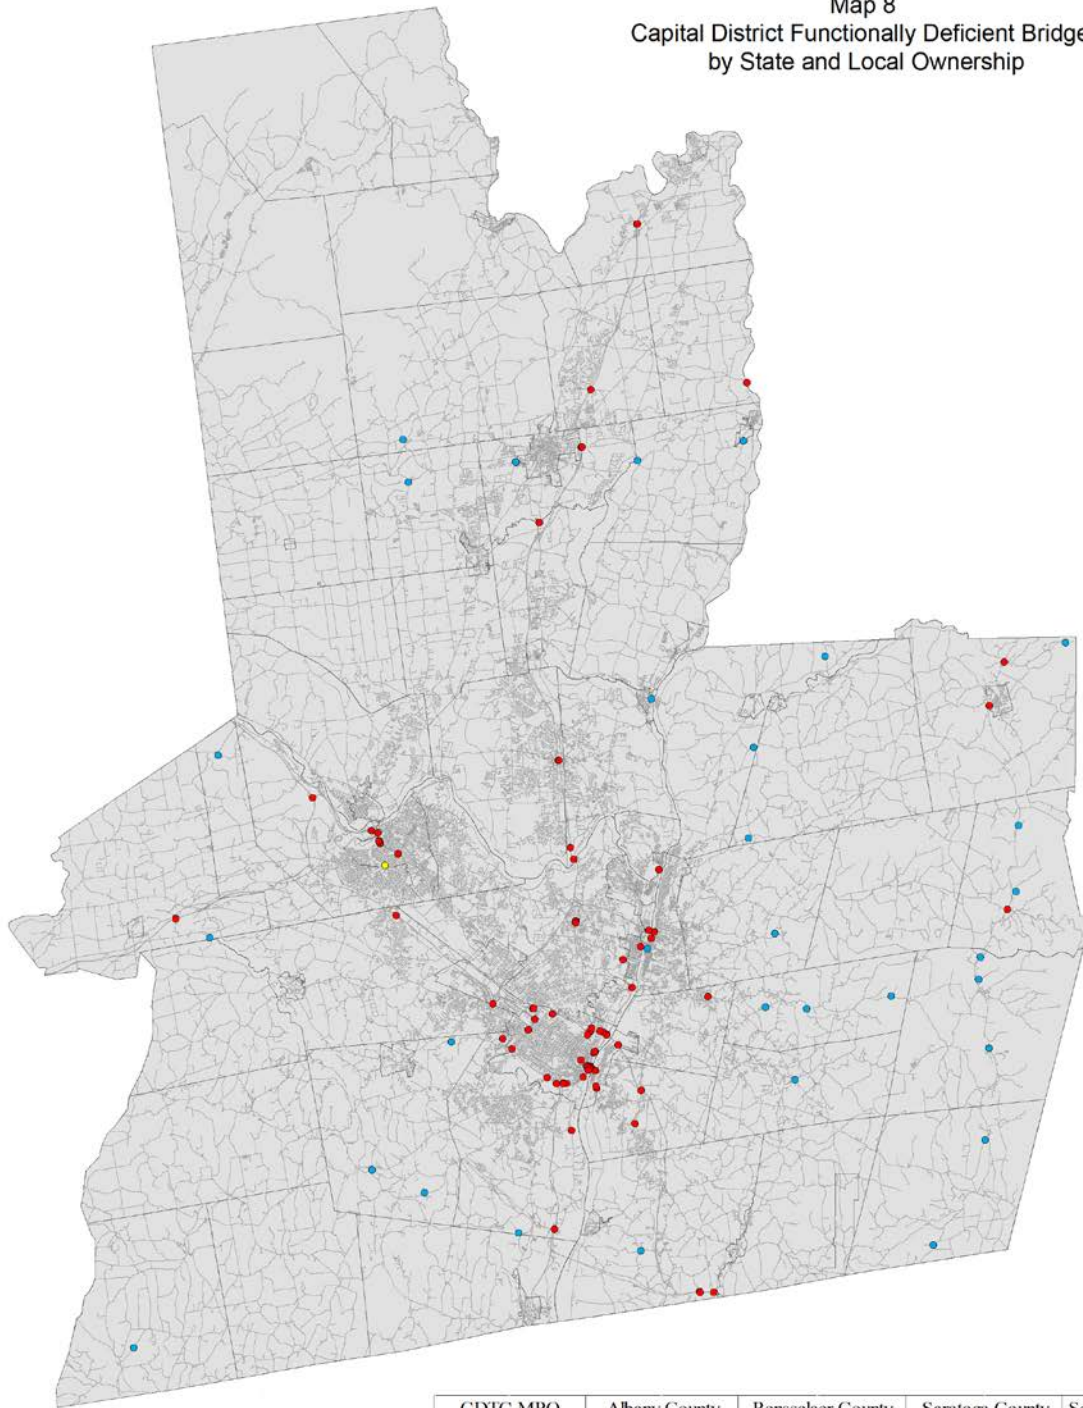 Map 8
Capital District Functionally Deficient Bridge
by State and Local Ownership
CDTC MPO Albany County Rensselaer County Saratoga County